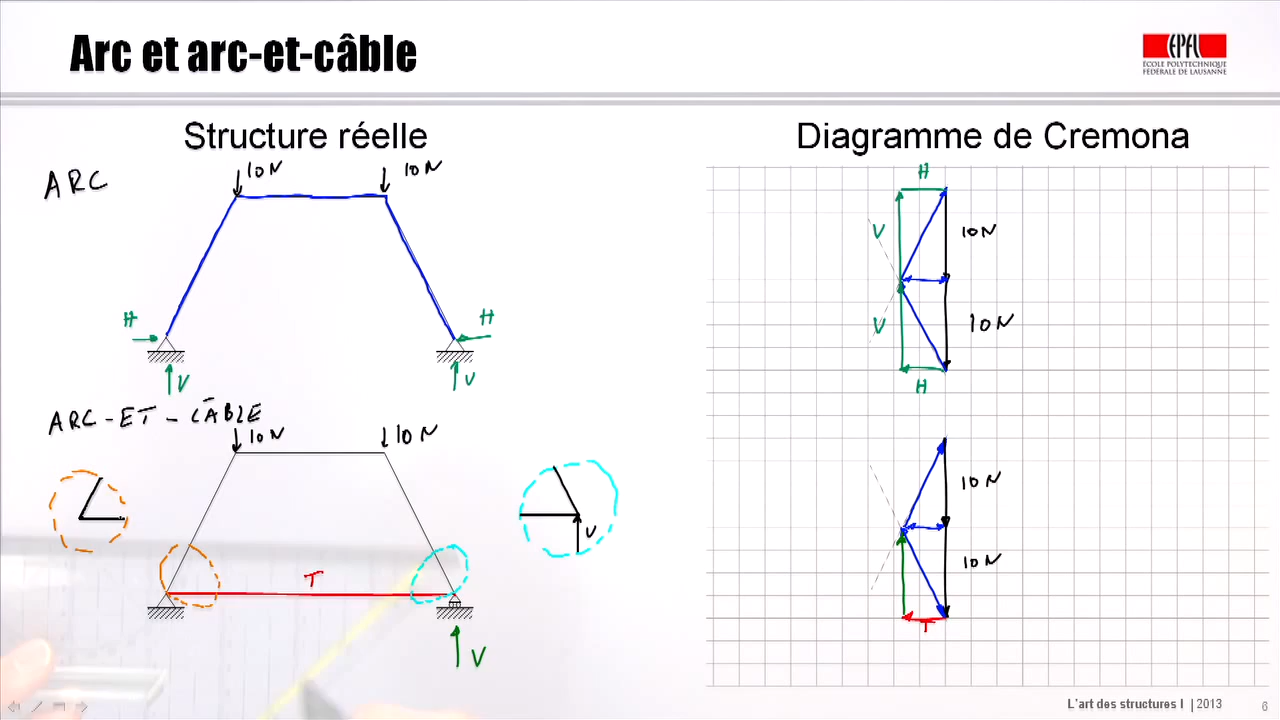 Arc et arc-et-câble
EPFL
ÉCOLE POLYTECHNIQUE
FÉDÉRALE DE LAUSANNE
Structure réelle
Diagramme de Cremona
ARC
10N
10N
H
H
V
V
ARC-ET-CÂBLE
10N
10N
V
T
V
H
V
10N
V
10N
H
10N
10N
T
L'art des structures I | 2013
6